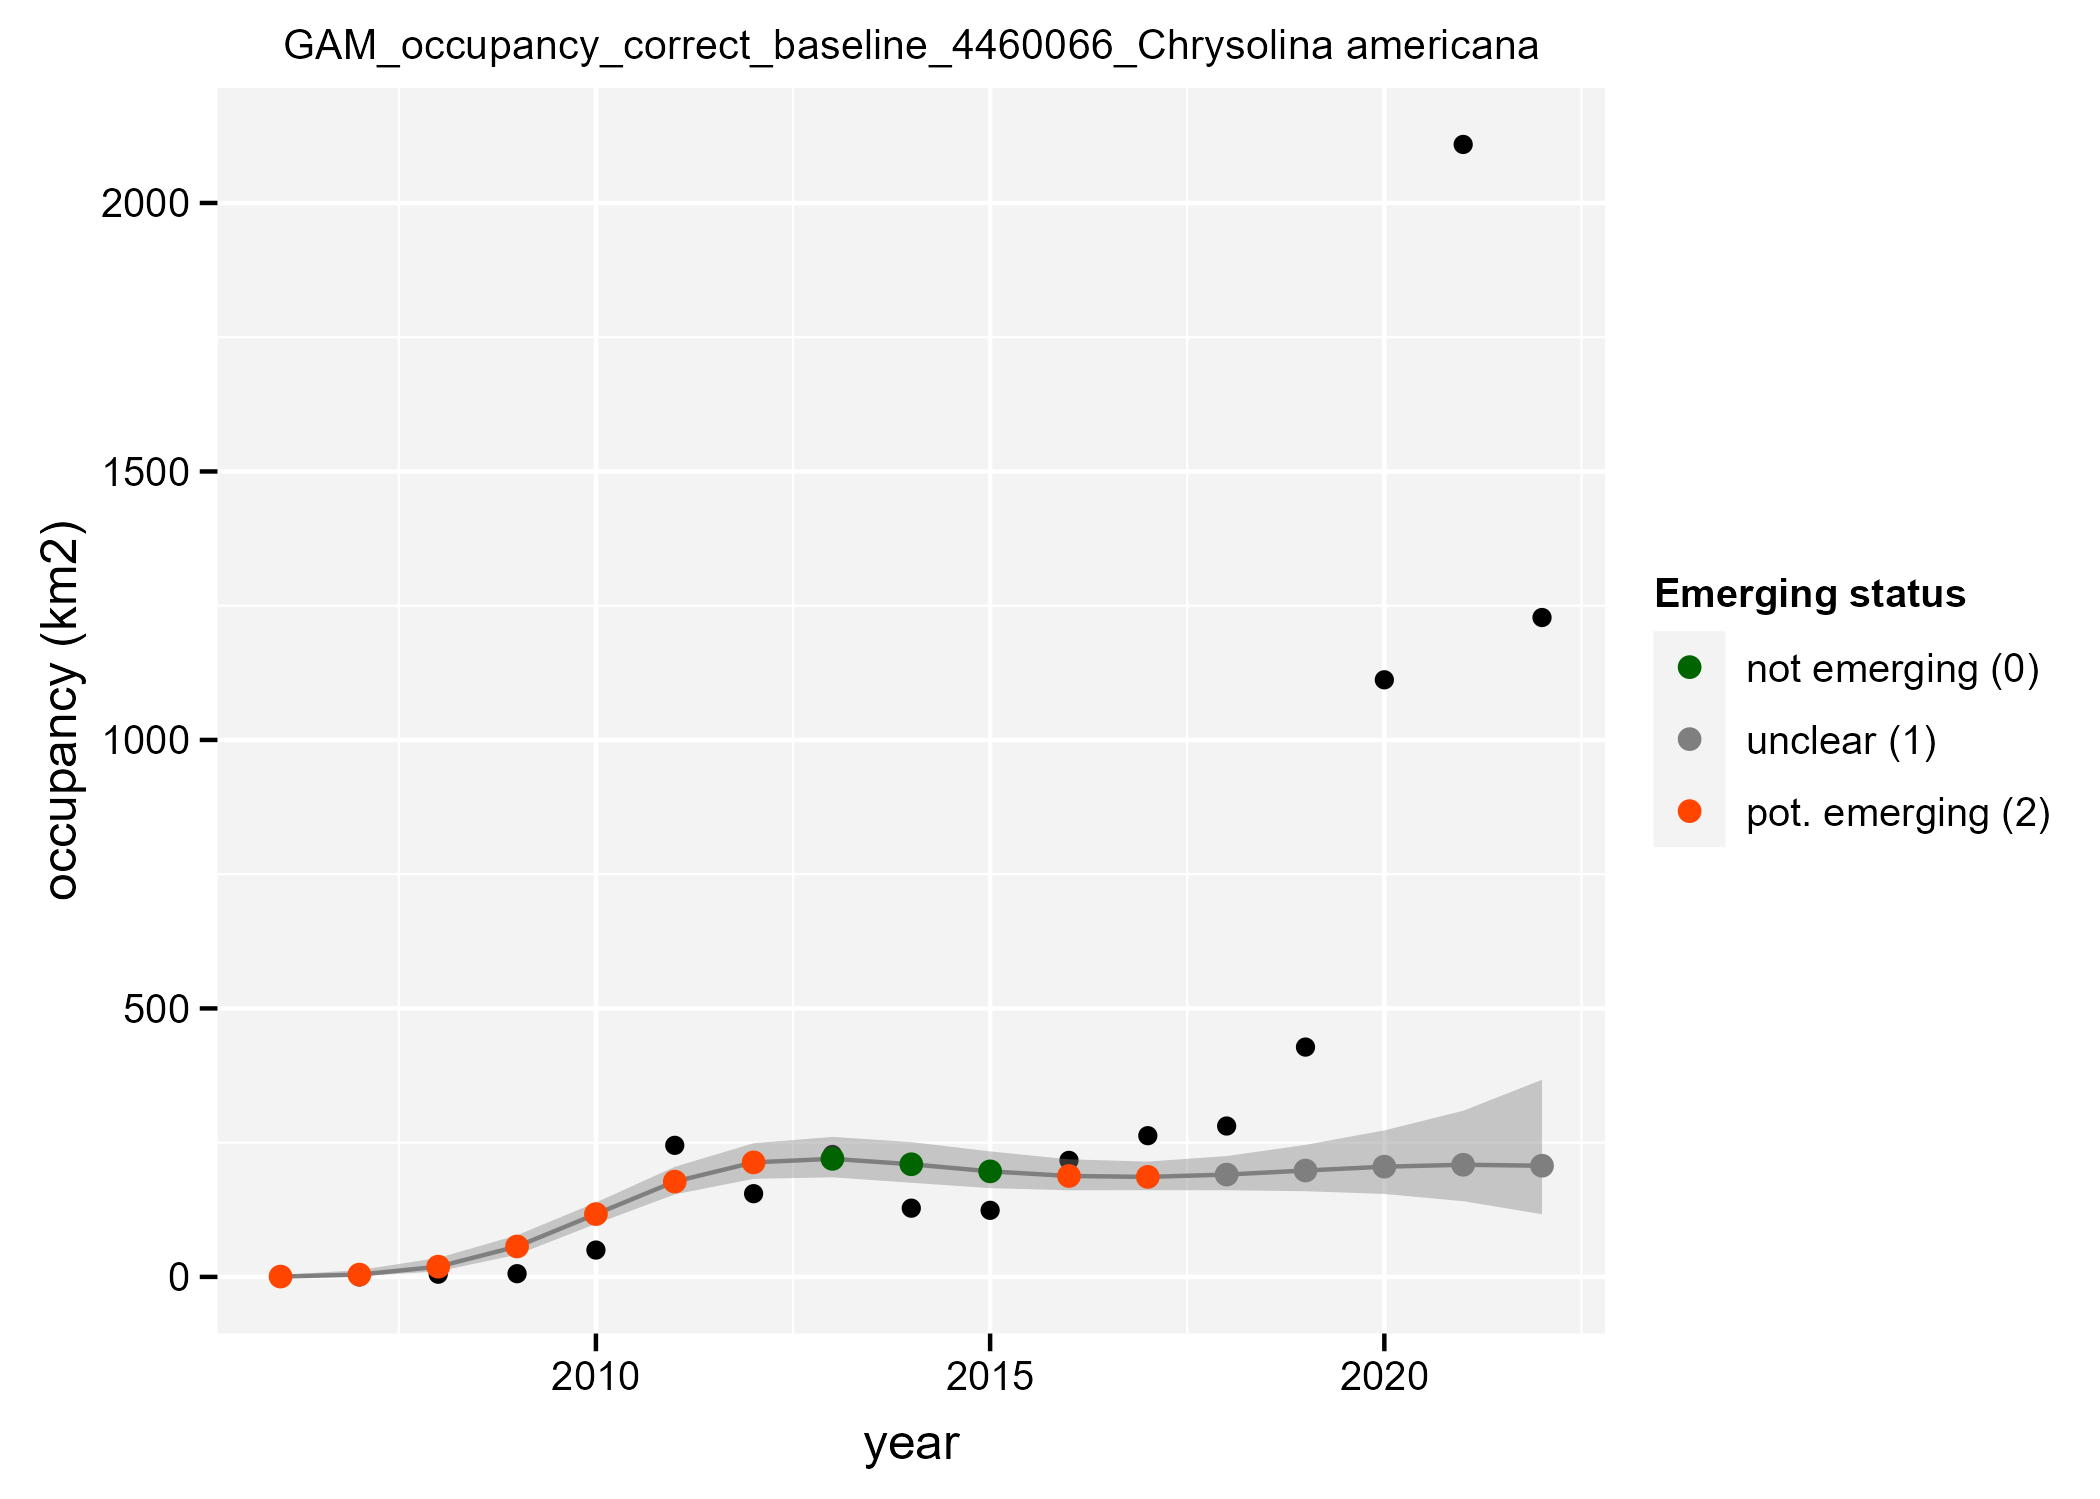 GAM_occupancy_correct_baseline_4460066_Chrysolina americana
2000
1500
1000
500
0
occupancy (km2)
2010
2015
2020
year
Emerging status
not emerging (0)
unclear (1)
pot. emerging (2)